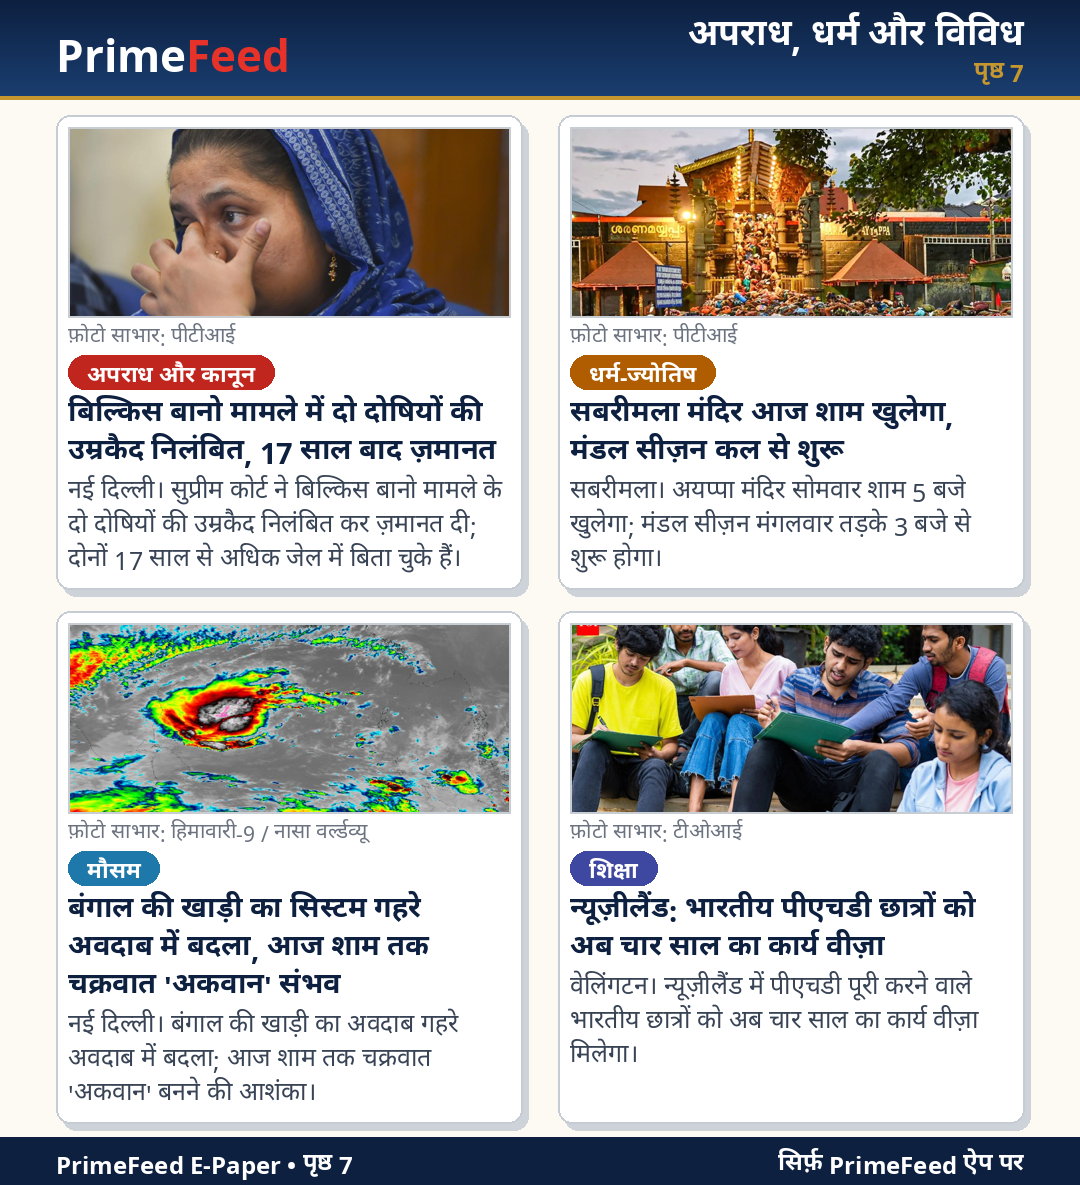 PrimeFeed
अपराध, धर्म और विविध
पृष्ठ 7
फ़ोटो साभार: पीटीआई
अपराध और कानून
बिल्किस बानो मामले में दो दोषियों की
उम्रकैद निलंबित, 17 साल बाद ज़मानत
नई दिल्ली। सुप्रीम कोर्ट ने बिल्किस बानो मामले के
दो दोषियों की उम्रकैद निलंबित कर ज़मानत दी;
दोनों 17 साल से अधिक जेल में बिता चुके हैं।
ശരണമയ്യപ്പാ
AYYAPPA
फ़ोटो साभार: पीटीआई
धर्म-ज्योतिष
सबरीमला मंदिर आज शाम खुलेगा,
मंडल सीज़न कल से शुरू
सबरीमला। अयप्पा मंदिर सोमवार शाम 5 बजे
खुलेगा; मंडल सीज़न मंगलवार तड़के 3 बजे से
शुरू होगा।
फ़ोटो साभार: हिमावारी-9 / नासा वर्ल्डव्यू
मौसम
बंगाल की खाड़ी का सिस्टम गहरे
अवदाब में बदला, आज शाम तक
चक्रवात 'अकवान' संभव
नई दिल्ली। बंगाल की खाड़ी का अवदाब गहरे
अवदाब में बदला; आज शाम तक चक्रवात
'अकवान' बनने की आशंका।
फ़ोटो साभार: टीओआई
शिक्षा
न्यूज़ीलैंड: भारतीय पीएचडी छात्रों को
अब चार साल का कार्य वीज़ा
वेलिंगटन। न्यूज़ीलैंड में पीएचडी पूरी करने वाले
भारतीय छात्रों को अब चार साल का कार्य वीज़ा
मिलेगा।
PrimeFeed E-Paper • पृष्ठ 7
सिर्फ़ PrimeFeed ऐप पर